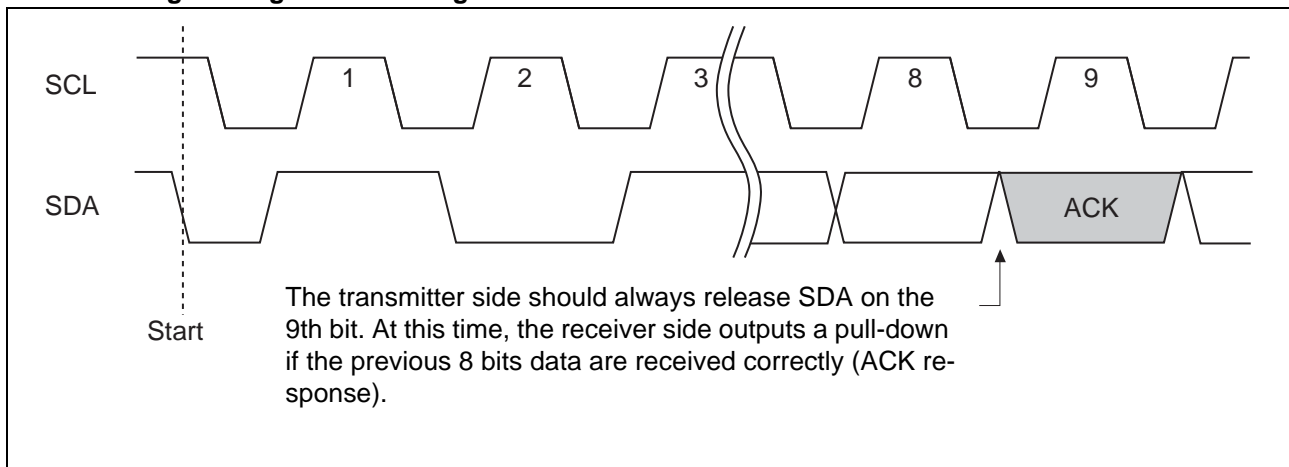 SCL
1
2
3
8
9
SDA
ACK
Start
The transmitter side should always release SDA on the
9th bit. At this time, the receiver side outputs a pull-down
if the previous 8 bits data are received correctly (ACK re-
sponse).